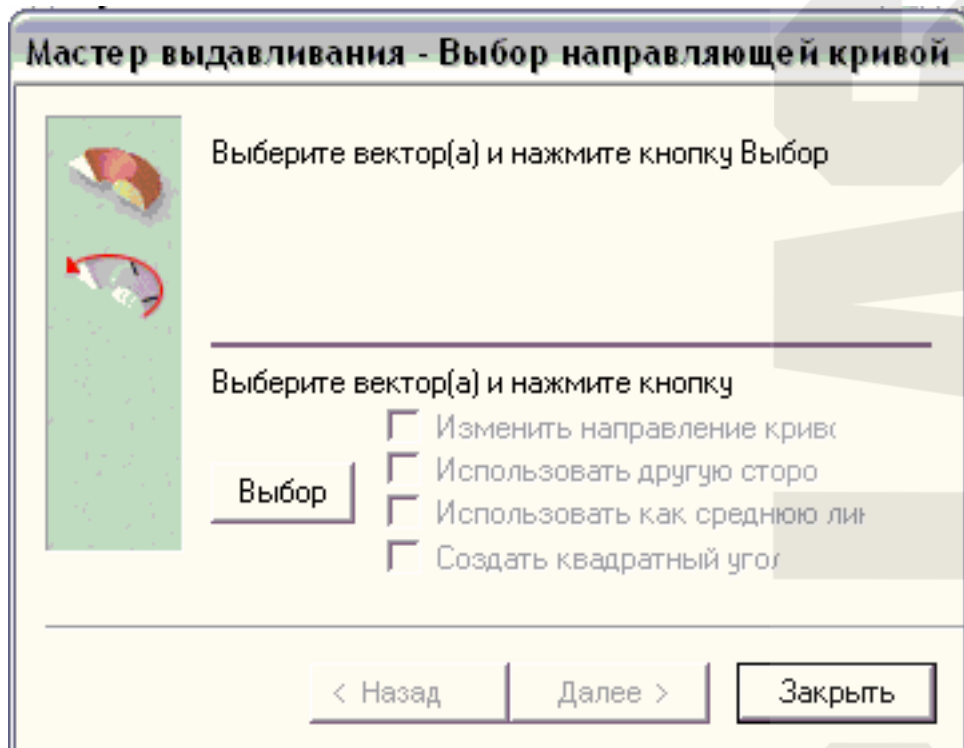 Мастер выдавливания - Выбор направляющей кривой
Выберите вектор(а) и нажмите кнопку Выбор
Выберите вектор(а) и нажмите кнопку
Изменить направление криво
Использовать другую сторо
Выбор
Использовать как среднюю лин
Создать квадратный угол
< Назад
Далее >
Закрыть